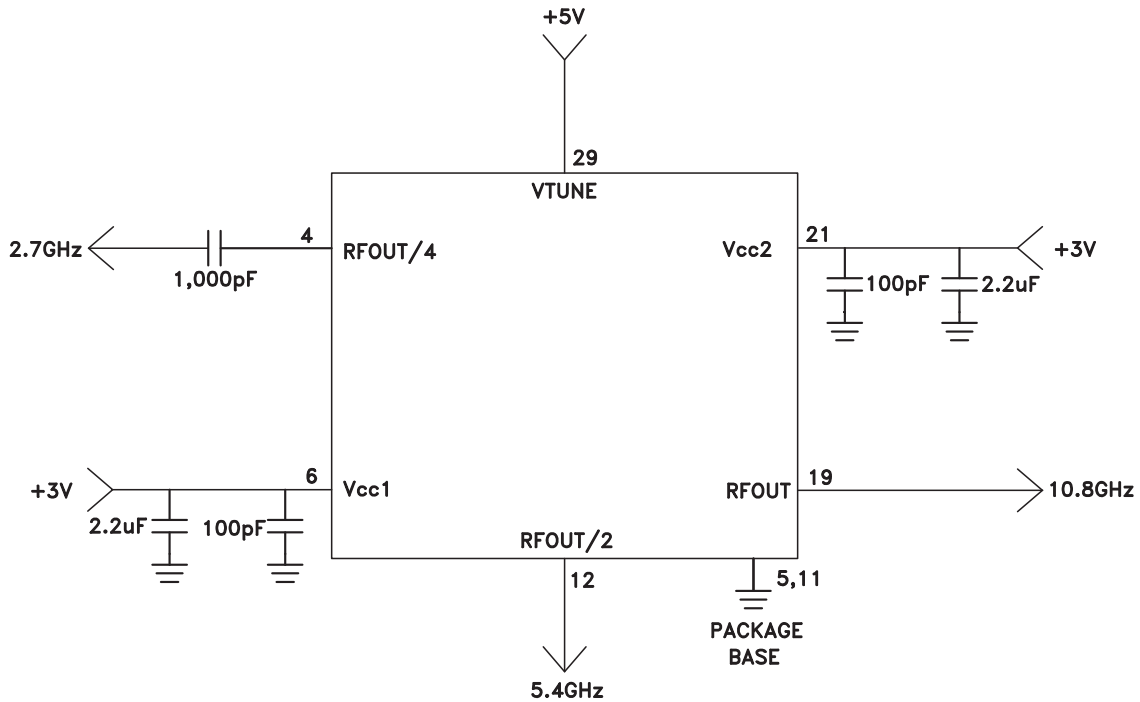 +5V
29
VTUNE
2.7GHz
4
RFOUT/4
1,000pF
Vcc2
21
+3V
100pF
2.2uF
+3V
6
Vcc1
2.2uF
100pF
RFOUT
19
10.8GHz
RFOUT/2
12
5,11
PACKAGE
BASE
5.4GHz